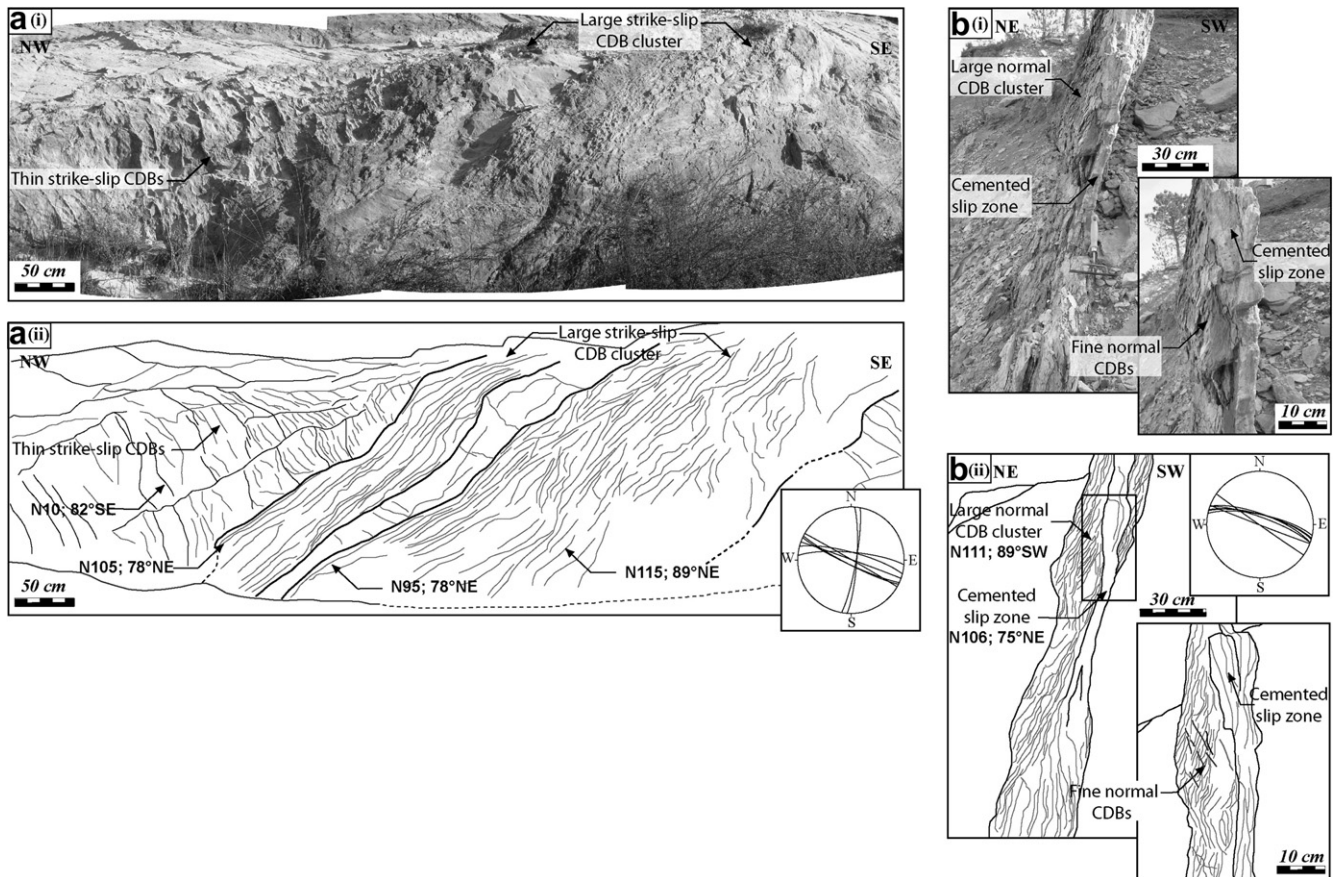 a (i)
NW
Large strike-slip
CDB cluster
SE
Thin strike-slip CDBs
50 cm
a (ii)
NW
Large strike-slip
CDB cluster
SE
Thin strike-slip CDBs
N10; 82°SE
N105; 78°NE
N95; 78°NE
N115; 89°NE
50 cm
N
W
E
S
b (i)
NE
SW
Large normal
CDB cluster
30 cm
Cemented
slip zone
Cemented
slip zone
Fine normal
CDBs
10 cm
b (ii)
NE
SW
Large normal
CDB cluster
N111; 89°SW
Cemented
slip zone
N106; 75°NE
N
W
E
S
30 cm
Cemented
slip zone
Fine normal
CDBs
10 cm